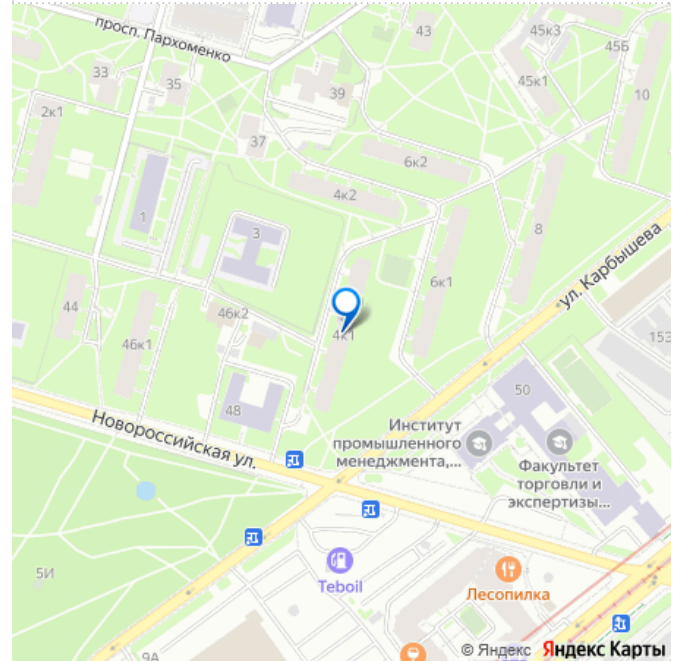 просп. Пархоменко
43
45к3
45Б
33
35
39
45к1
10
2к1
37
6к2
4к2
1
3
8
6к1
ул. Карбышева
44
46к2
4к1
153
46к1
48
50
Новороссийская ул.
Институт
промышленного
менеджмента,...
Факультет
торговли и
экспертизы...
5И
Teboil
Лесопилка
9А
© Яндекс Яндекс Карты